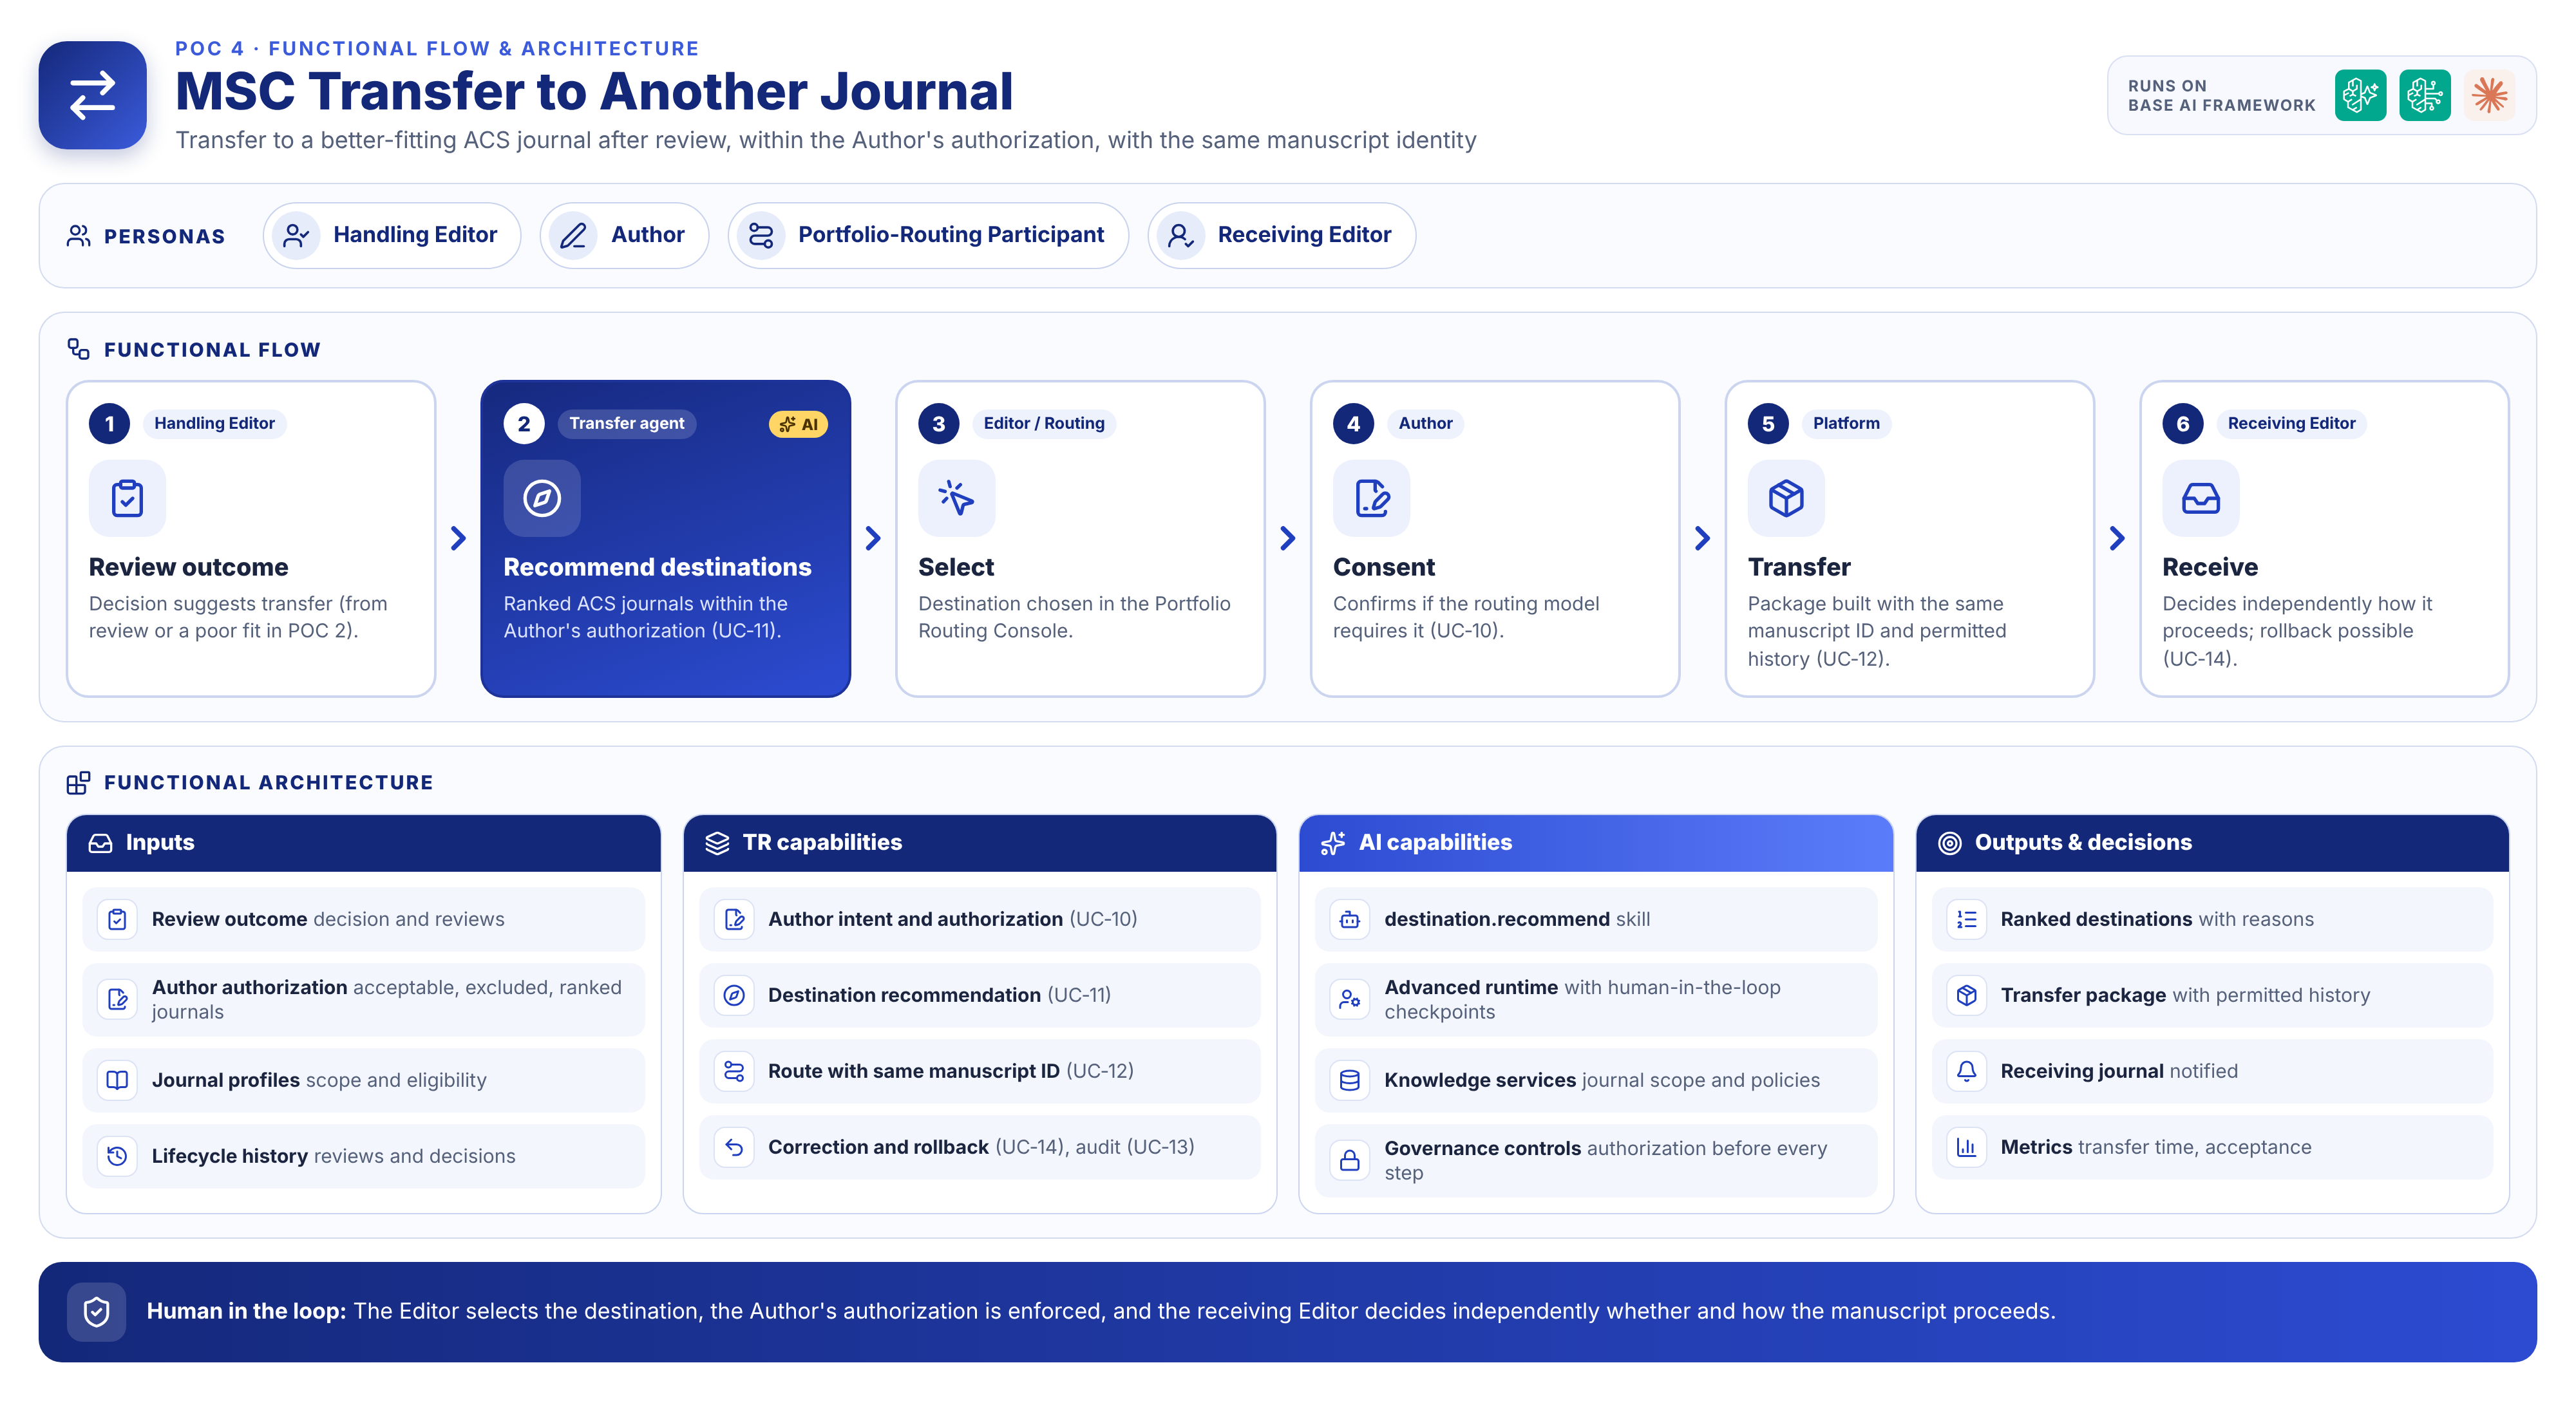 POC 4 · FUNCTIONAL FLOW & ARCHITECTURE
MSC Transfer to Another Journal
Transfer to a better-fitting ACS journal after review, within the Author's authorization, with the same manuscript identity
RUNS ON
BASE AI FRAMEWORK
PERSONAS
Handling Editor
Author
Portfolio-Routing Participant
Receiving Editor
FUNCTIONAL FLOW
1
Handling Editor
Review outcome
Decision suggests transfer (from
review or a poor fit in POC 2).
2
Transfer agent
AI
Recommend destinations
Ranked ACS journals within the
Author's authorization (UC-11).
3
Editor / Routing
Select
Destination chosen in the Portfolio
Routing Console.
4
Author
Consent
Confirms if the routing model
requires it (UC-10).
5
Platform
Transfer
Package built with the same
manuscript ID and permitted
history (UC-12).
6
Receiving Editor
Receive
Decides independently how it
proceeds; rollback possible
(UC-14).
FUNCTIONAL ARCHITECTURE
Inputs
Review outcome decision and reviews
Author authorization acceptable, excluded, ranked
journals
Journal profiles scope and eligibility
Lifecycle history reviews and decisions
TR capabilities
Author intent and authorization (UC-10)
Destination recommendation (UC-11)
Route with same manuscript ID (UC-12)
Correction and rollback (UC-14), audit (UC-13)
AI capabilities
destination.recommend skill
Advanced runtime with human-in-the-loop
checkpoints
Knowledge services journal scope and policies
Governance controls authorization before every
step
Outputs & decisions
Ranked destinations with reasons
Transfer package with permitted history
Receiving journal notified
Metrics transfer time, acceptance
Human in the loop: The Editor selects the destination, the Author's authorization is enforced, and the receiving Editor decides independently whether and how the manuscript proceeds.